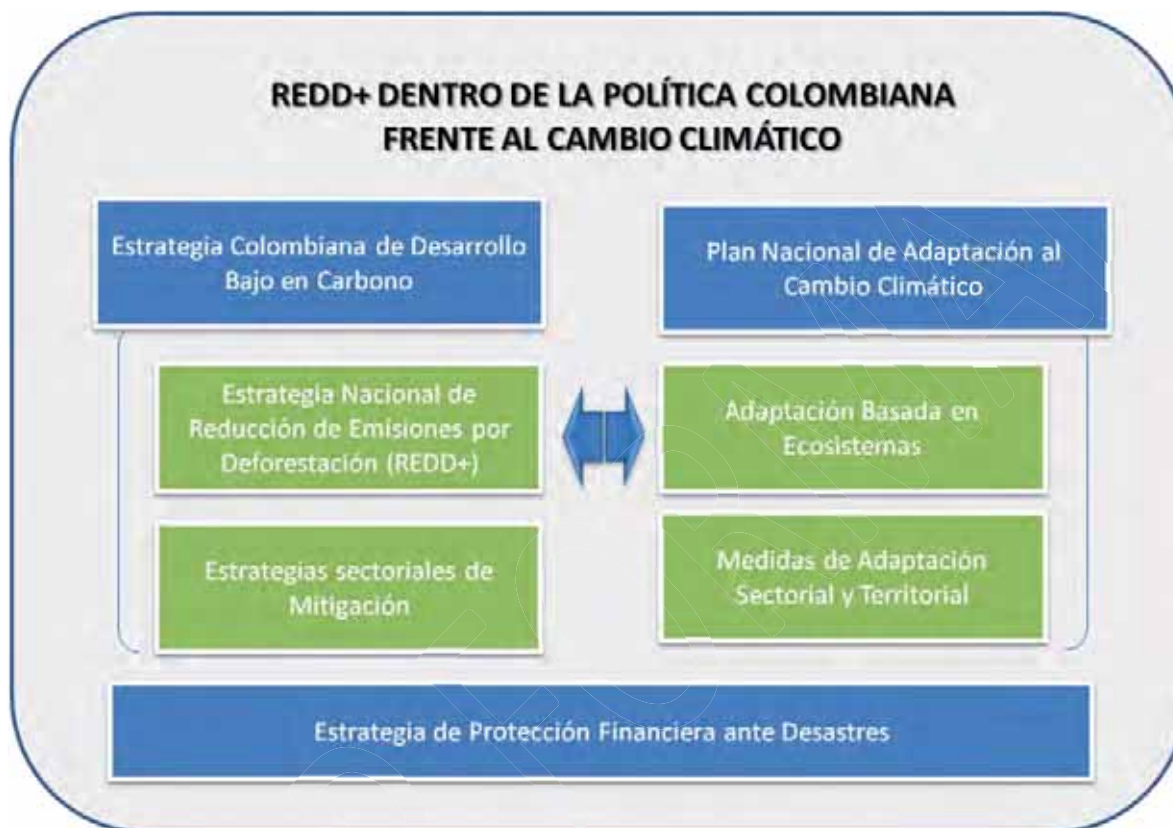 REDD+ DENTRO DE LA POLÍTICA COLOMBIANA
FRENTE AL CAMBIO CLIMÁTICO
Estrategia Colombiana de Desarrollo
Bajo en Carbono
Plan Nacional de Adaptación al
Cambio Climático
Estrategia Nacional de
Reducción de Emisiones por
Deforestación (REDD+)
Adaptación Basada en
Ecosistemas
Estrategias sectoriales de
Mitigación
Medidas de Adaptación
Sectorial y Territorial
Estrategia de Protección Financiera ante Desastres